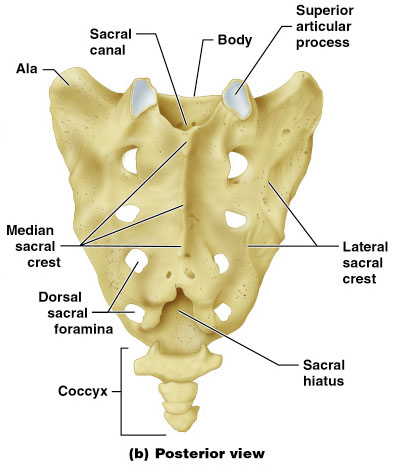 Sacral
canal
Body
Superior
articular
process
Ala
Median
sacral
crest
Lateral
sacral
crest
Dorsal
sacral
foramina
Sacral
hiatus
Coccyx
(b) Posterior view